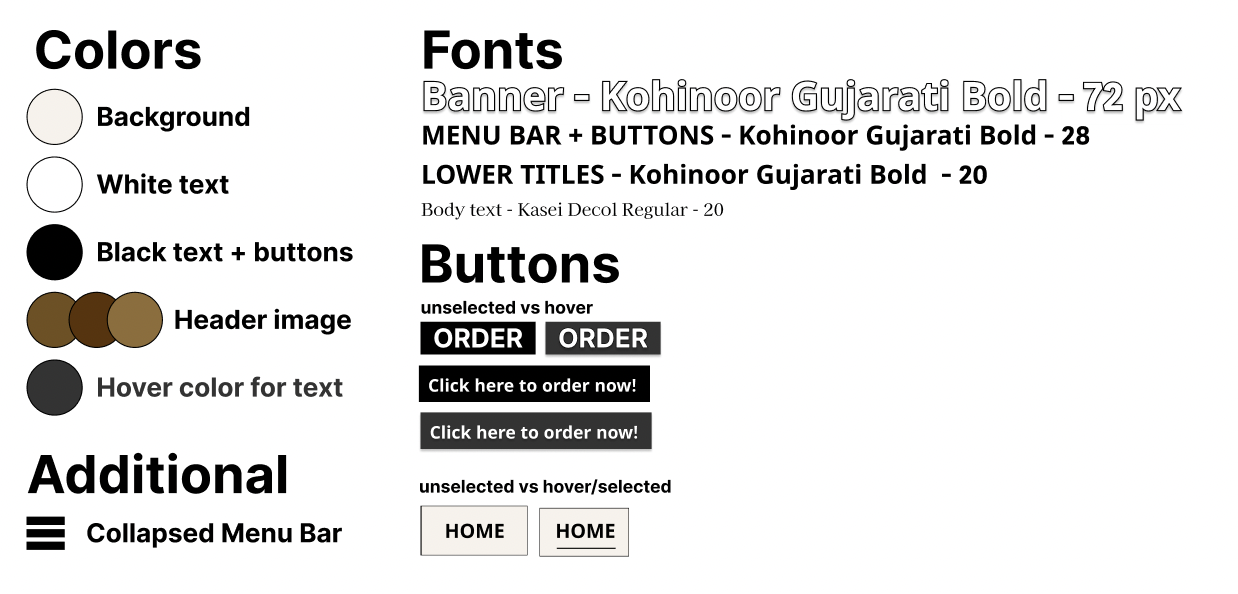 Colors
Background
White text
Black text + buttons
Header image
Hover color for text
Additional
Collapsed Menu Bar
Fonts
Banner - Kohinoor Gujarati Bold - 72 px
MENU BAR + BUTTONS - Kohinoor Gujarati Bold - 28
LOWER TITLES - Kohinoor Gujarati Bold - 20
Body text - Kasei Decol Regular - 20
Buttons
unselected vs hover
ORDER ORDER
Click here to order now!
Click here to order now!
unselected vs hover/selected
HOME HOME